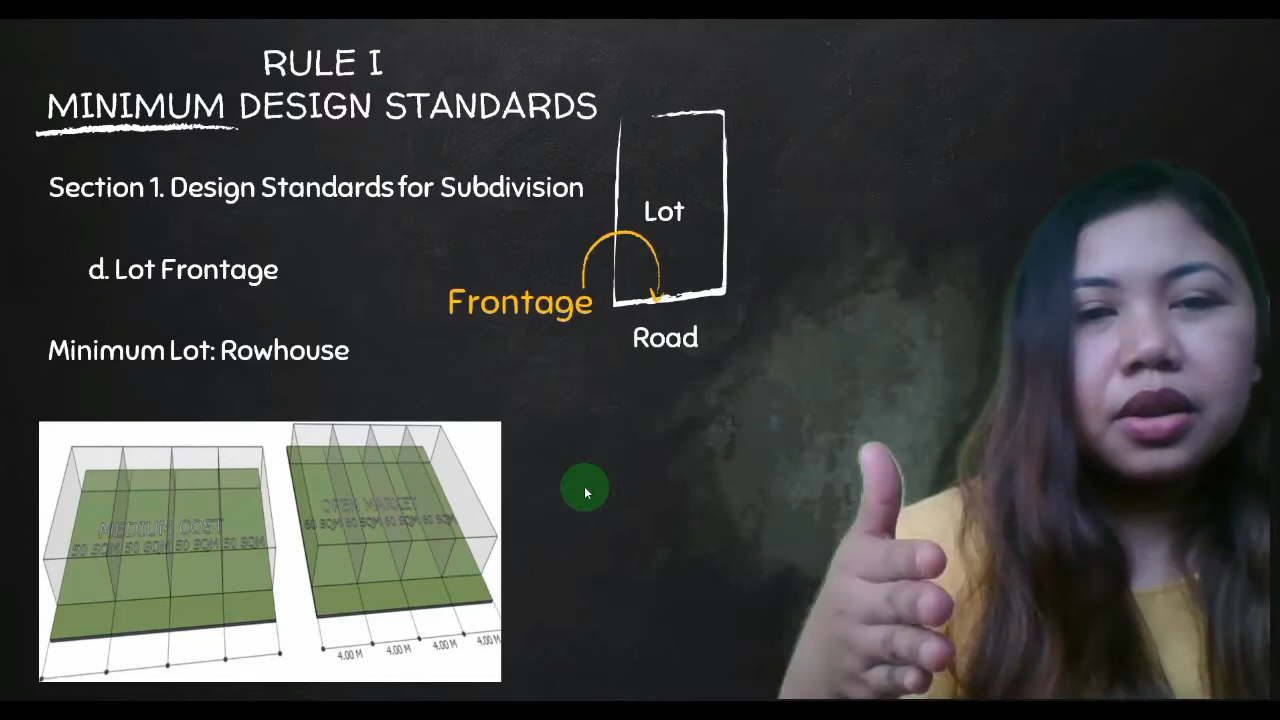 RULE I
MINIMUM DESIGN STANDARDS
Section 1. Design Standards for Subdivision
Lot
d. Lot Frontage
Frontage
Road
Minimum Lot: Rowhouse
MEDIUM COST
50 SQM 50 SQM 50 SQM 50 SQM
OPEN MARKET
60 SQM 60 SQM 60 SQM 60 SQM
4.00 M 4.00 M 4.00 M 4.00 M